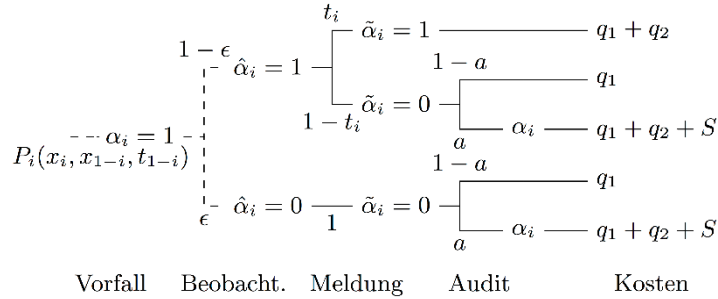 t_i
α̃_i = 1 q_1 + q_2
1 − ϵ
α̂_i = 1
1 − a
q_1
1 − t_i
α̃_i = 0
a
α_i
q_1 + q_2 + S
α_i = 1
P_i(x_i, x_{1−i}, t_{1−i})
1 − a
q_1
ϵ
α̂_i = 0
1
α̃_i = 0
a
α_i
q_1 + q_2 + S
Vorfall Beobacht. Meldung Audit Kosten